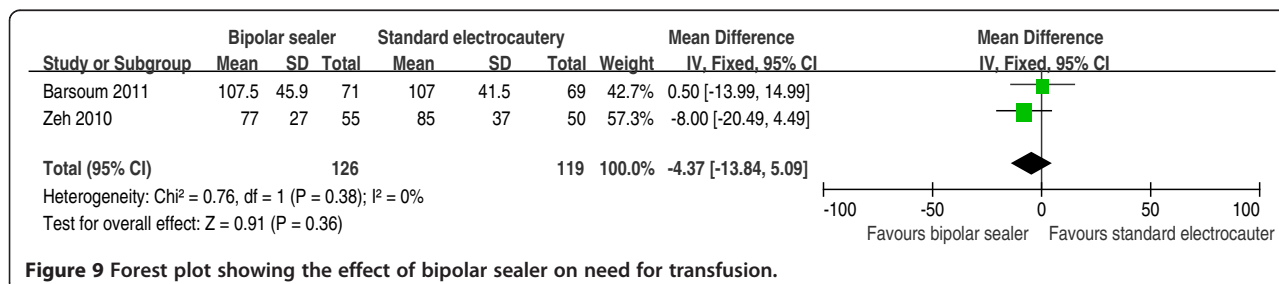 Bipolar sealer Standard electrocautery Mean Difference Mean Difference
Study or Subgroup Mean SD Total Mean SD Total Weight IV, Fixed, 95% CI IV, Fixed, 95% CI
Barsoum 2011 107.5 45.9 71 107 41.5 69 42.7% 0.50 [-13.99, 14.99]
Zeh 2010 77 27 55 85 37 50 57.3% -8.00 [-20.49, 4.49]
Total (95% CI) 126 119 100.0% -4.37 [-13.84, 5.09]
Heterogeneity: Chi² = 0.76, df = 1 (P = 0.38); I² = 0%
Test for overall effect: Z = 0.91 (P = 0.36)
-100 -50 0 50 100
Favours bipolar sealer Favours standard electrocauter
Figure 9 Forest plot showing the effect of bipolar sealer on need for transfusion.